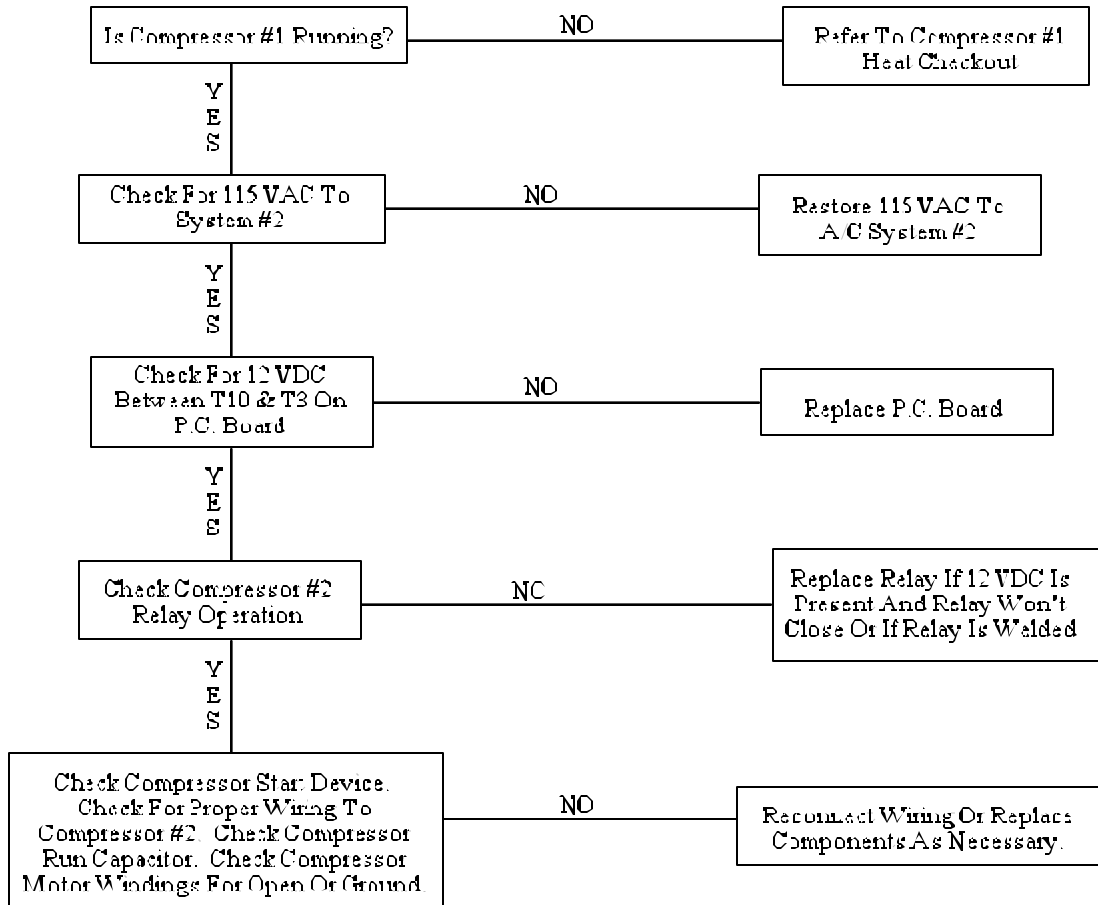 Is Compressor #1 Running?
NO
Refer To Compressor #1
Heat Checkout
YES
Check For 115 VAC To
System #2
NO
Restore 115 VAC To
A/C System #2
YES
Check For 12 VDC
Between T10 & T3 On
P.C. Board
NO
Replace P.C. Board
YES
Check Compressor #2
Relay Operation
NO
Replace Relay If 12 VDC Is
Present And Relay Won't
Close Or If Relay Is Welded
YES
Check Compressor Start Device.
Check For Proper Wiring To
Compressor #2. Check Compressor
Run Capacitor. Check Compressor
Motor Windings For Open Or Ground.
NO
Reconnect Wiring Or Replace
Components As Necessary.